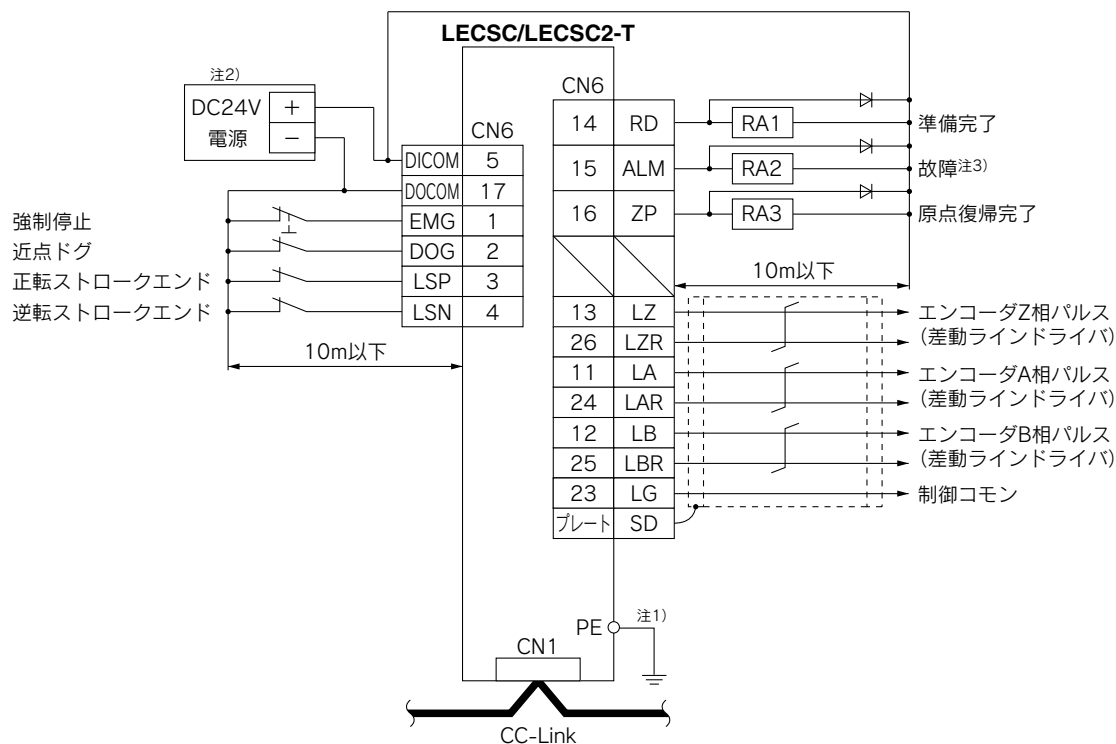 LECSC/LECSC2-T
注2)
DC24V
電源
+
−
CN6
DICOM 5
DOCOM 17
EMG 1
DOG 2
LSP 3
LSN 4
強制停止
近点ドグ
正転ストロークエンド
逆転ストロークエンド
10m以下
CN6
14 RD
15 ALM
16 ZP
13 LZ
26 LZR
11 LA
24 LAR
12 LB
25 LBR
23 LG
プレート SD
RA1 準備完了
RA2 故障注3)
RA3 原点復帰完了
10m以下
エンコーダZ相パルス
(差動ラインドライバ)
エンコーダA相パルス
(差動ラインドライバ)
エンコーダB相パルス
(差動ラインドライバ)
制御コモン
PE 注1)
CN1
CC-Link